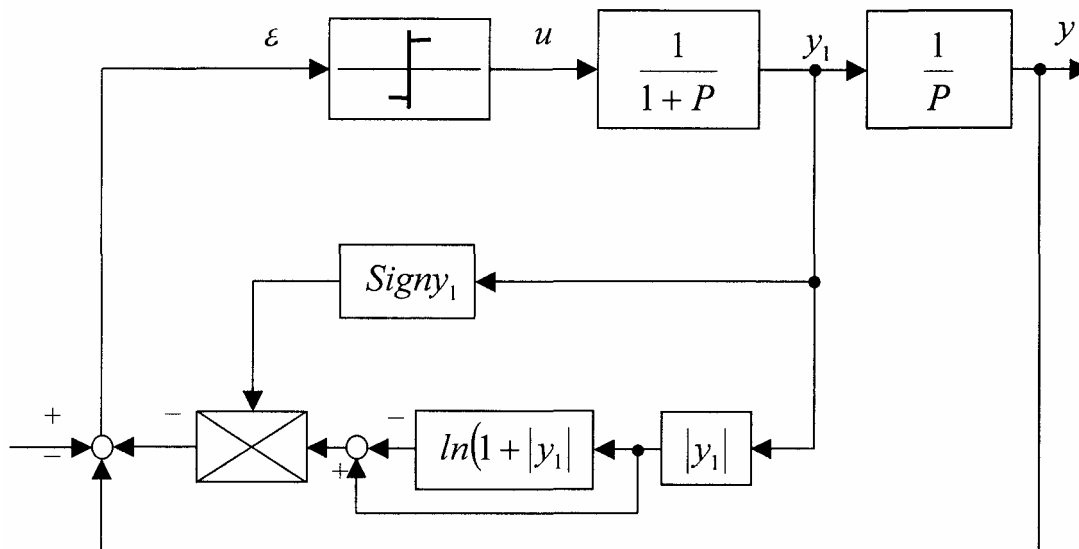 ε
u
1
1 + P
y₁
1
P
y
Signy₁
+
−
−
−
+
ln(1 + |y₁|
|y₁|